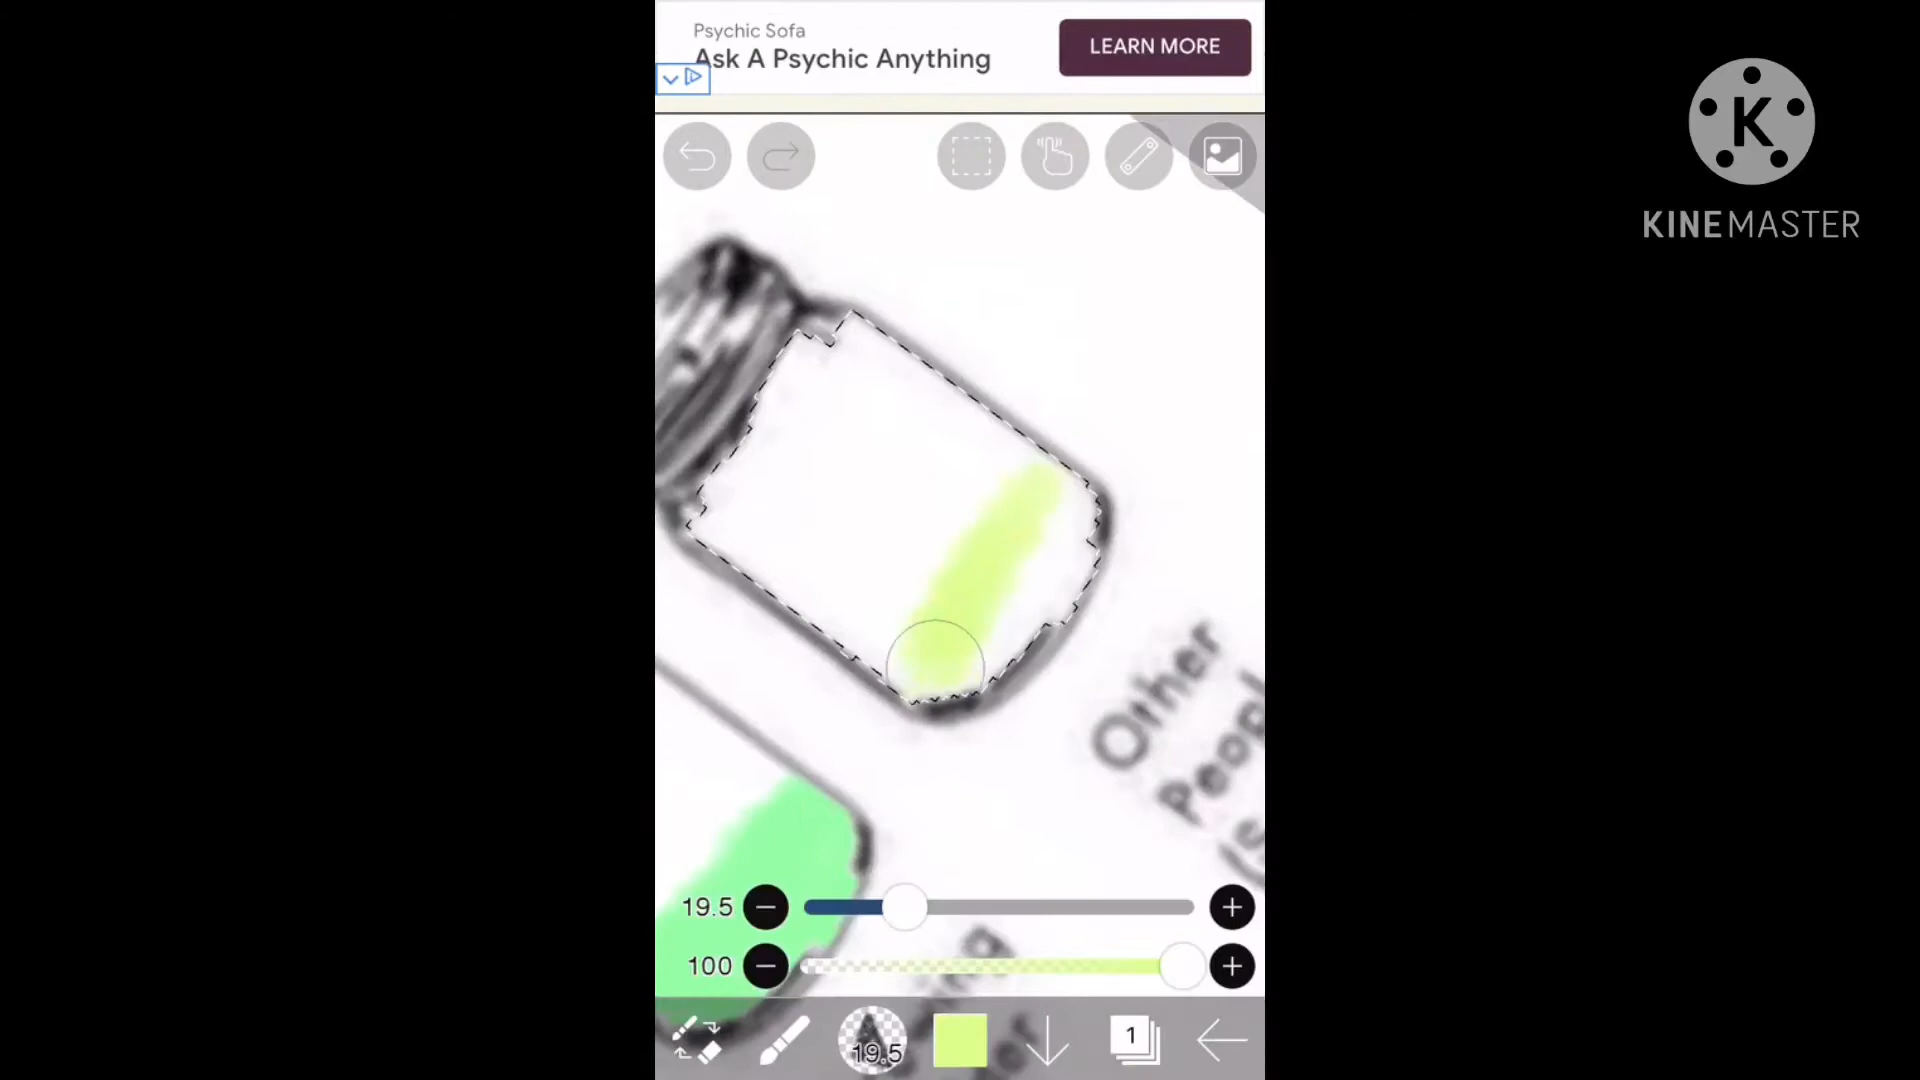 Psychic Sofa
Ask A Psychic Anything
LEARN MORE
K
KINEMASTER
Other
19.5
100
19.5
1